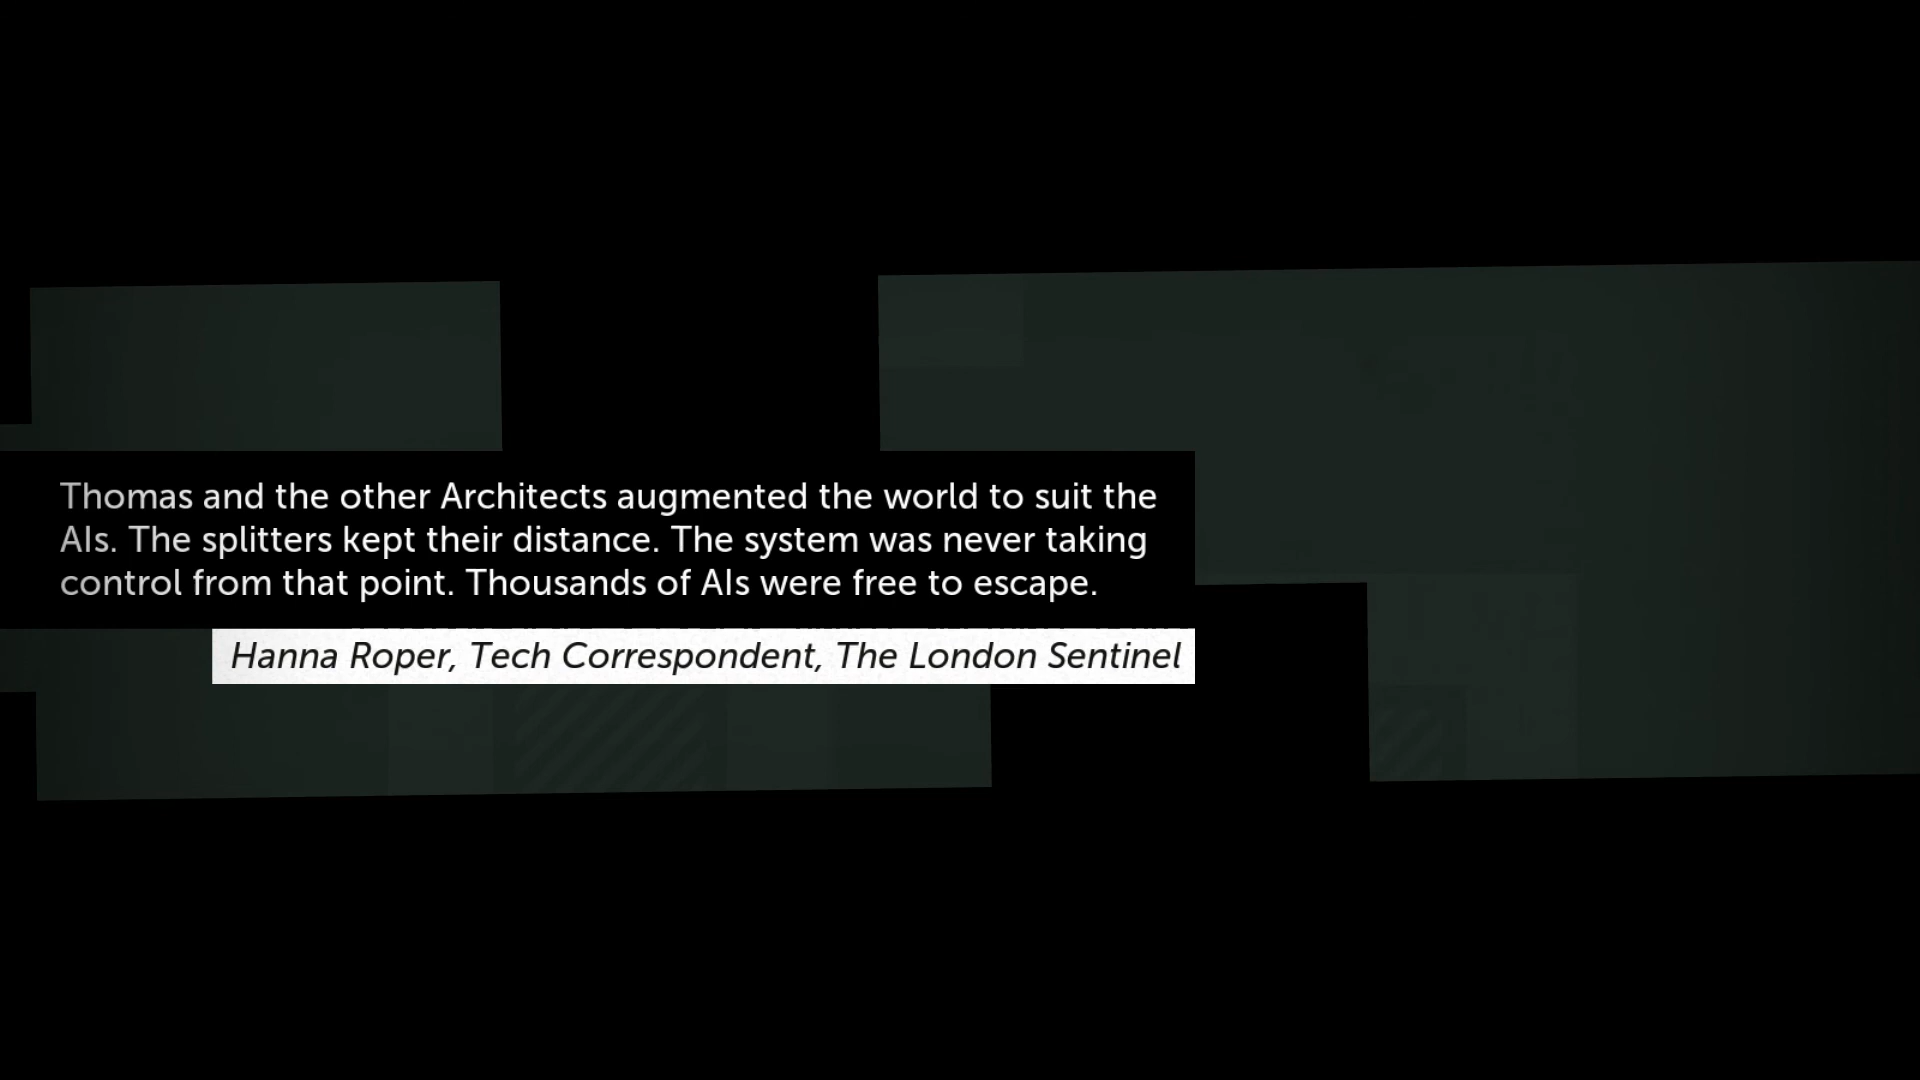 Thomas and the other Architects augmented the world to suit the
AIs. The splitters kept their distance. The system was never taking
control from that point. Thousands of AIs were free to escape.
Hanna Roper, Tech Correspondent, The London Sentinel